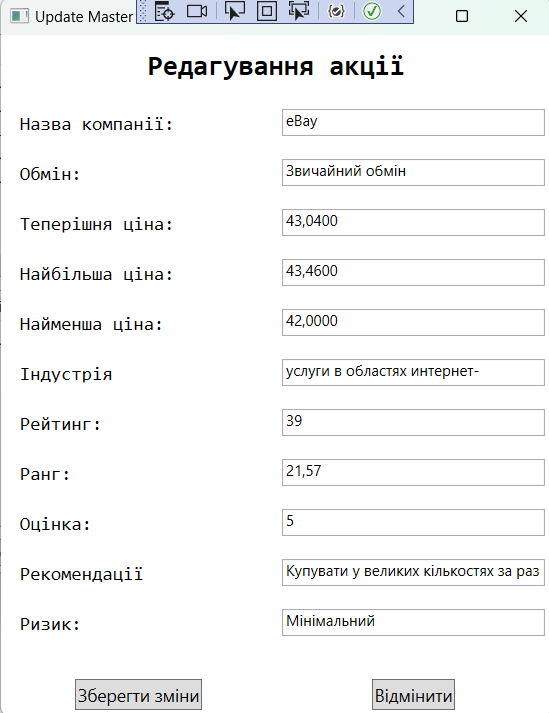 Update Master
Редагування акції
Назва компанії: eBay
Обмін: Звичайний обмін
Теперішня ціна: 43,0400
Найбільша ціна: 43,4600
Найменша ціна: 42,0000
Індустрія услуги в областях интернет-
Рейтинг: 39
Ранг: 21,57
Оцінка: 5
Рекомендації Купувати у великих кількостях за раз
Ризик: Мінімальний
Зберегти зміни Відмінити